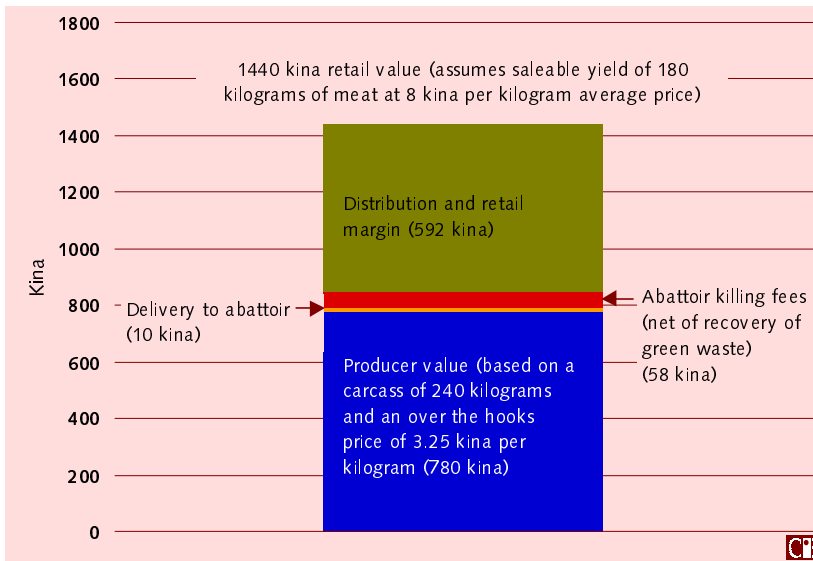 1800
1600
1400
1200
1000
800
600
400
200
0
Kina
1440 kina retail value (assumes saleable yield of 180
kilograms of meat at 8 kina per kilogram average price)
Distribution and retail
margin (592 kina)
Delivery to abattoir
(10 kina)
Abattoir killing fees
(net of recovery of
green waste)
(58 kina)
Producer value (based on a
carcass of 240 kilograms
and an over the hooks
price of 3.25 kina per
kilogram (780 kina)